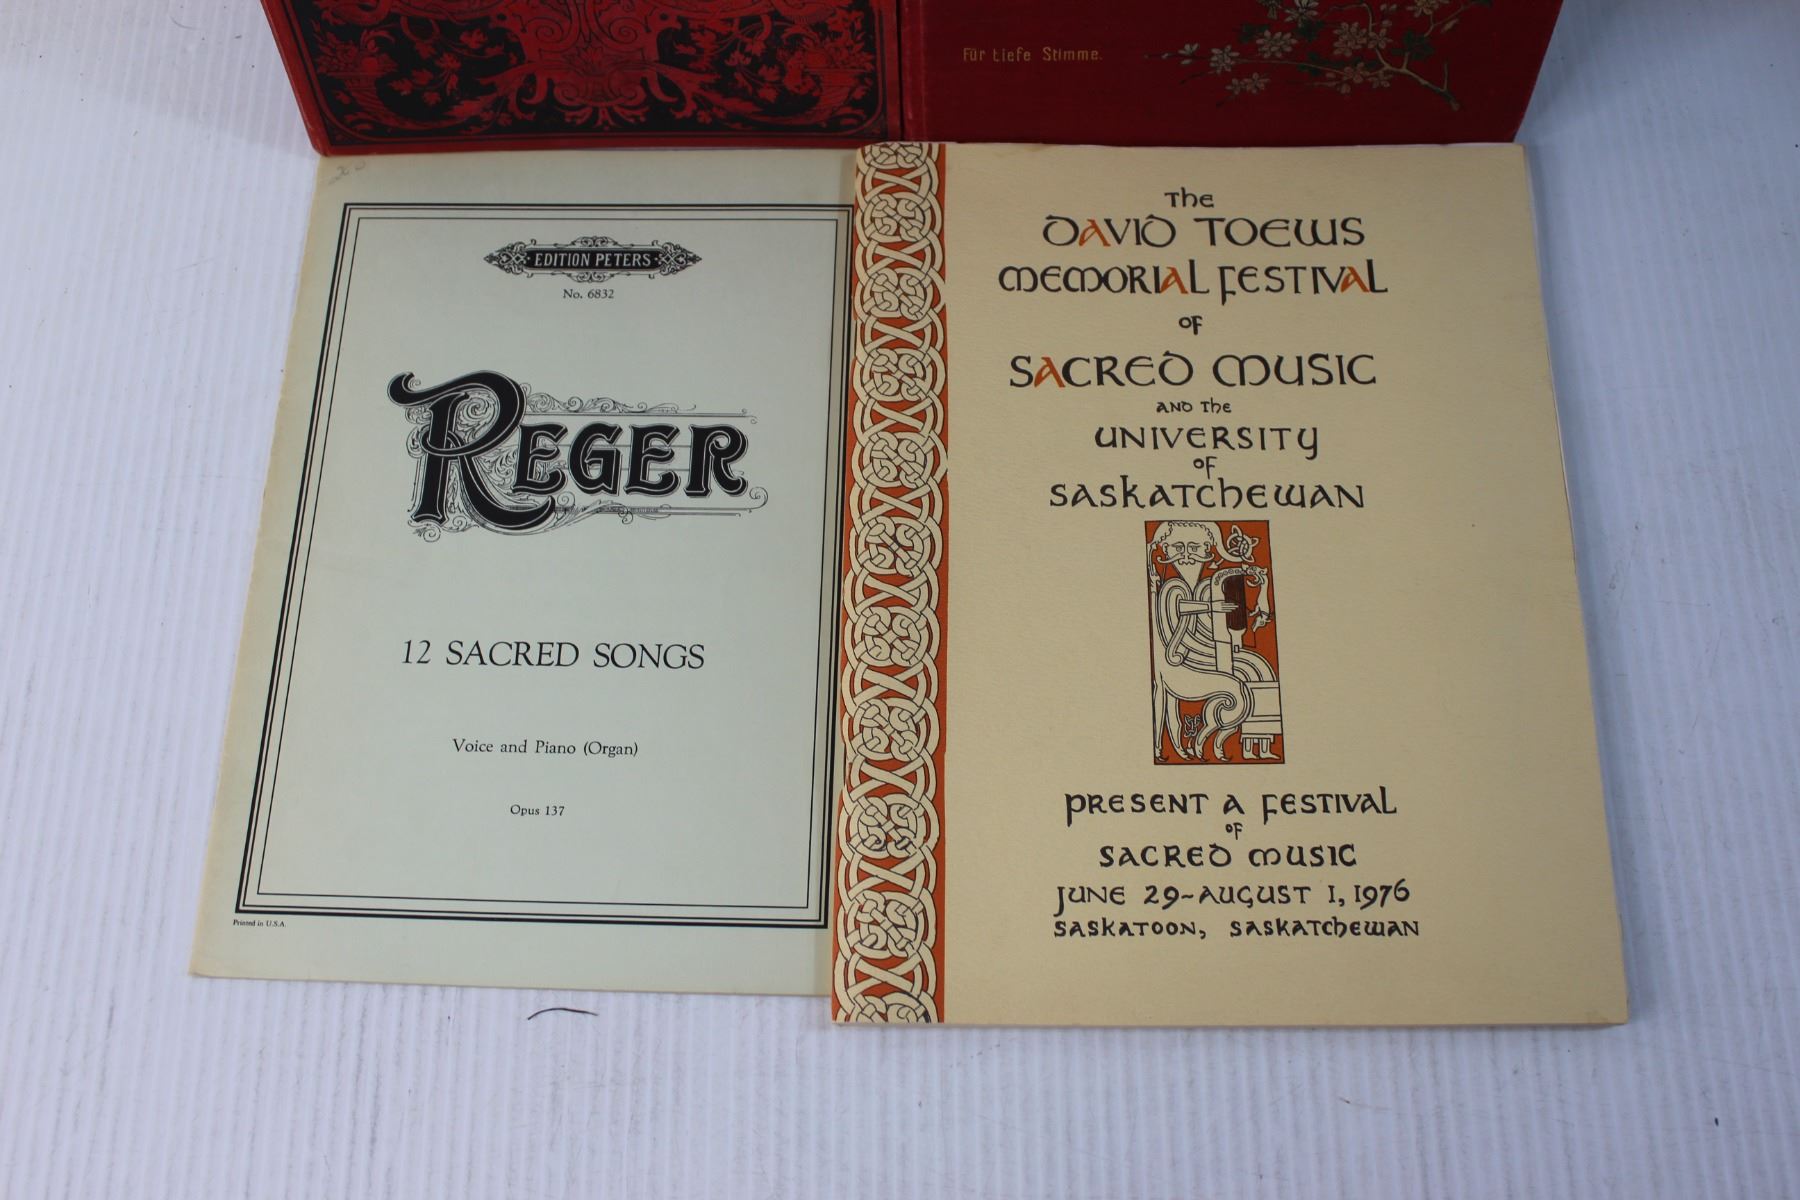 Für tiefe Stimme.
EDITION PETERS
No. 6832
REGER
12 SACRED SONGS
Voice and Piano (Organ)
Opus 137
Printed in U.S.A.
The
DAVID TOEWS
MEMORIAL FESTIVAL
OF
SACRED MUSIC
AND The
UNIVERSITY
OF
SASKATChEWAN
PRESENT A FESTIVAL
OF
SACRED MUSIC
JUNE 29-AUGUST 1, 1976
SASKATOON, SASKATChEWAN